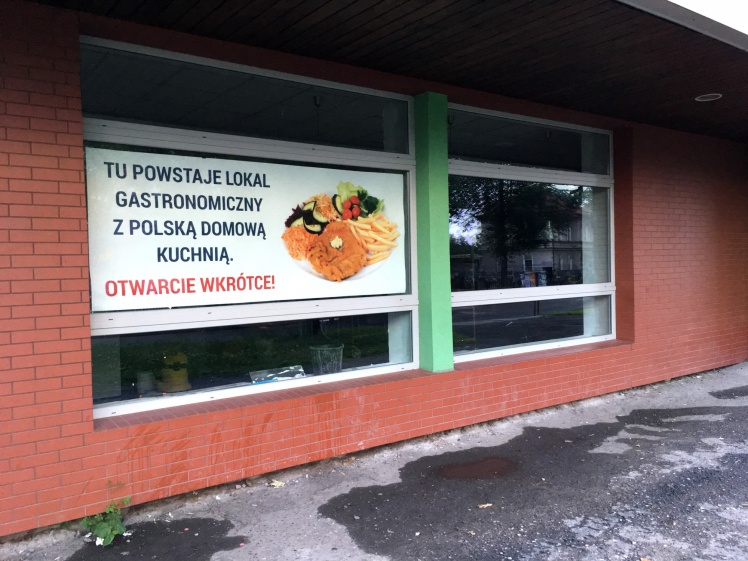 TU POWSTAJE LOKAL
GASTRONOMICZNY
Z POLSKĄ DOMOWĄ
KUCHNIĄ.
OTWARCIE WKRÓTCE!